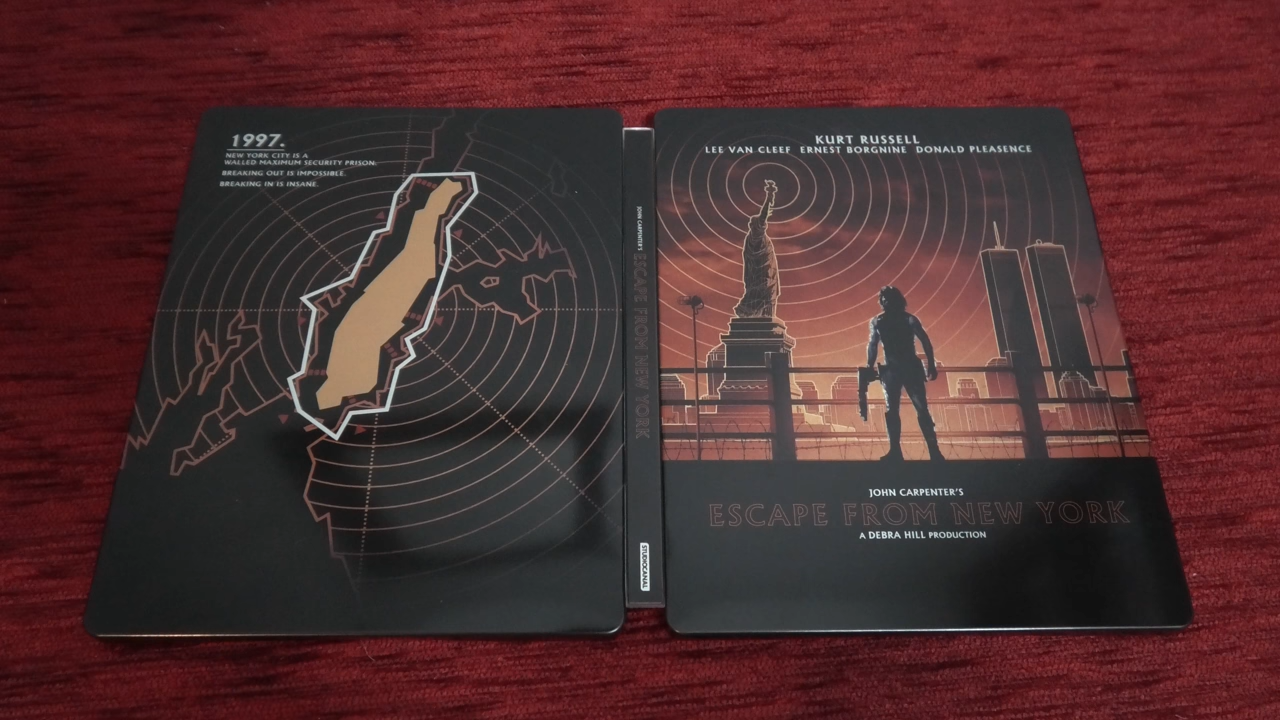 1997.
NEW YORK CITY IS A
WALLED MAXIMUM SECURITY PRISON.
BREAKING OUT IS IMPOSSIBLE.
BREAKING IN IS INSANE.
JOHN CARPENTER'S ESCAPE FROM NEW YORK
STUDIOCANAL
KURT RUSSELL
LEE VAN CLEEF ERNEST BORGNINE DONALD PLEASENCE
JOHN CARPENTER'S
ESCAPE FROM NEW YORK
A DEBRA HILL PRODUCTION